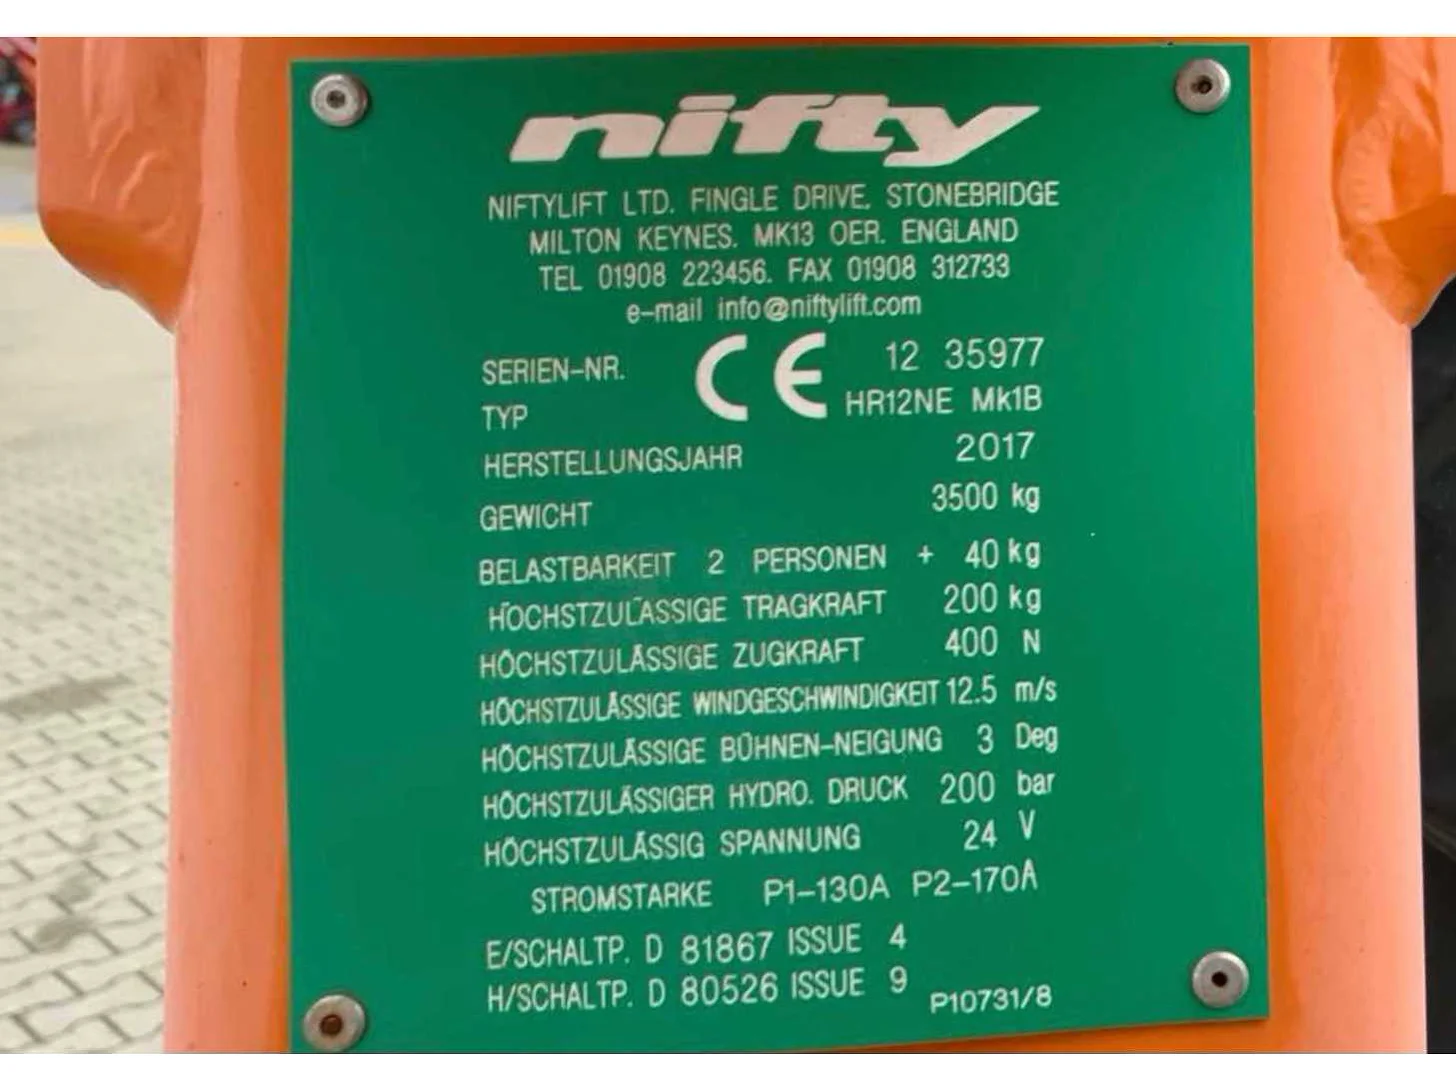 nifty
NIFTYLIFT LTD. FINGLE DRIVE. STONEBRIDGE
MILTON KEYNES. MK13 OER. ENGLAND
TEL 01908 223456. FAX 01908 312733
e-mail info@niftylift.com
SERIEN-NR. CE 12 35977
TYP HR12NE Mk1B
HERSTELLUNGSJAHR 2017
GEWICHT 3500 kg
BELASTBARKEIT 2 PERSONEN + 40 kg
HÖCHSTZULÄSSIGE TRAGKRAFT 200 kg
HÖCHSTZULÄSSIGE ZUGKRAFT 400 N
HÖCHSTZULÄSSIGE WINDGESCHWINDIGKEIT 12.5 m/s
HÖCHSTZULÄSSIGE BÜHNEN-NEIGUNG 3 Deg
HÖCHSTZULÄSSIGER HYDRO. DRUCK 200 bar
HÖCHSTZULÄSSIG SPANNUNG 24 V
STROMSTARKE P1-130A P2-170A
E/SCHALTP. D 81867 ISSUE 4
H/SCHALTP. D 80526 ISSUE 9
P10731/8